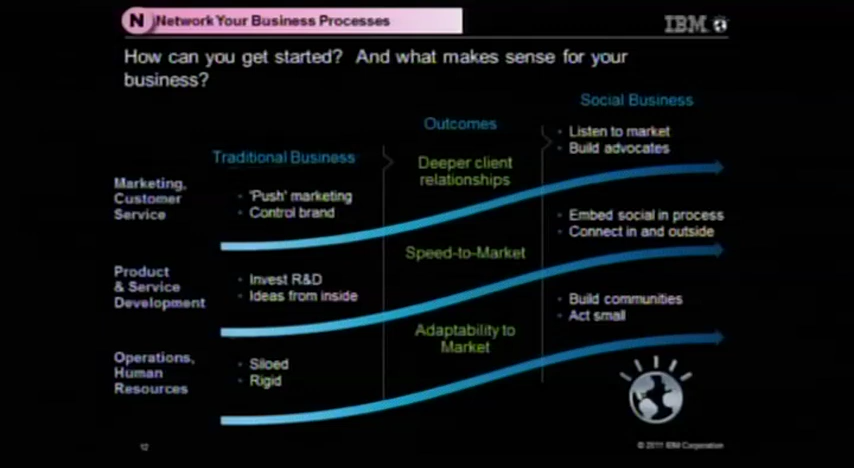 N Network Your Business Processes
IBM
How can you get started? And what makes sense for your
business?
Social Business
Outcomes
Traditional Business
Listen to market
Build advocates
Deeper client
relationships
Marketing,
Customer
Service
'Push' marketing
Control brand
Embed social in process
Connect in and outside
Speed-to-Market
Product
& Service
Development
Invest R&D
Ideas from inside
Build communities
Act small
Adaptability to
Market
Operations,
Human
Resources
Siloed
Rigid
12
© 2011 IBM Corporation